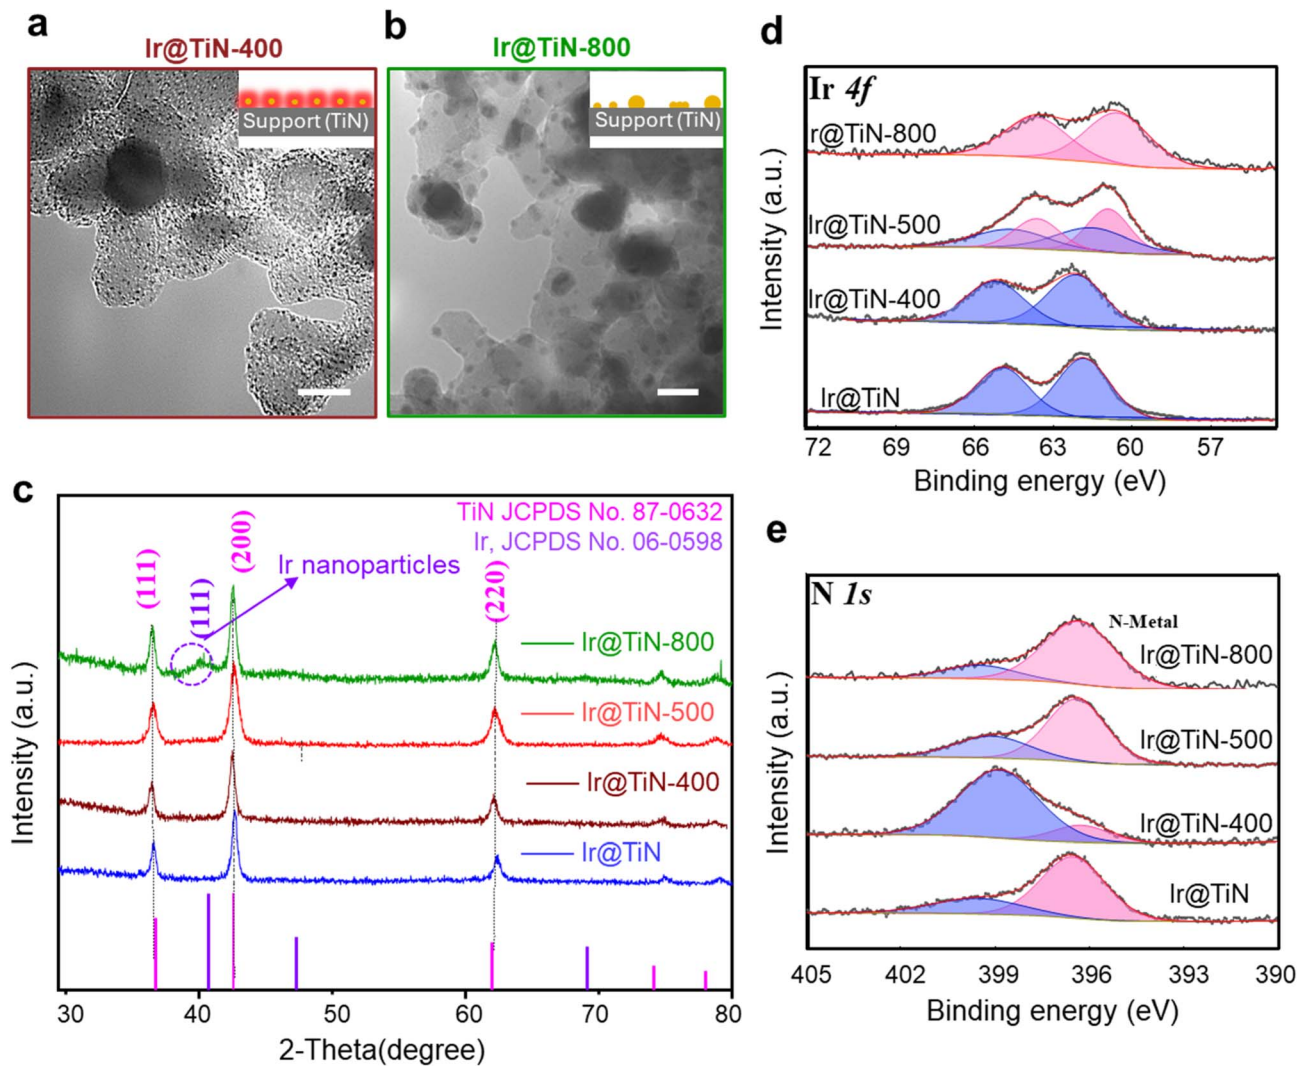 a
Ir@TiN-400
Support (TiN)
b
Ir@TiN-800
Support (TiN)
c
TiN JCPDS No. 87-0632
Ir, JCPDS No. 06-0598
(111)
(111)
(200)
(220)
Ir nanoparticles
Ir@TiN-800
Ir@TiN-500
Ir@TiN-400
Ir@TiN
Intensity (a.u.)
30 40 50 60 70 80
2-Theta(degree)
d
Ir 4f
r@TiN-800
Ir@TiN-500
Ir@TiN-400
Ir@TiN
Intensity (a.u.)
72 69 66 63 60 57
Binding energy (eV)
e
N 1s
N-Metal
Ir@TiN-800
Ir@TiN-500
Ir@TiN-400
Ir@TiN
Intensity (a.u.)
405 402 399 396 393 390
Binding energy (eV)